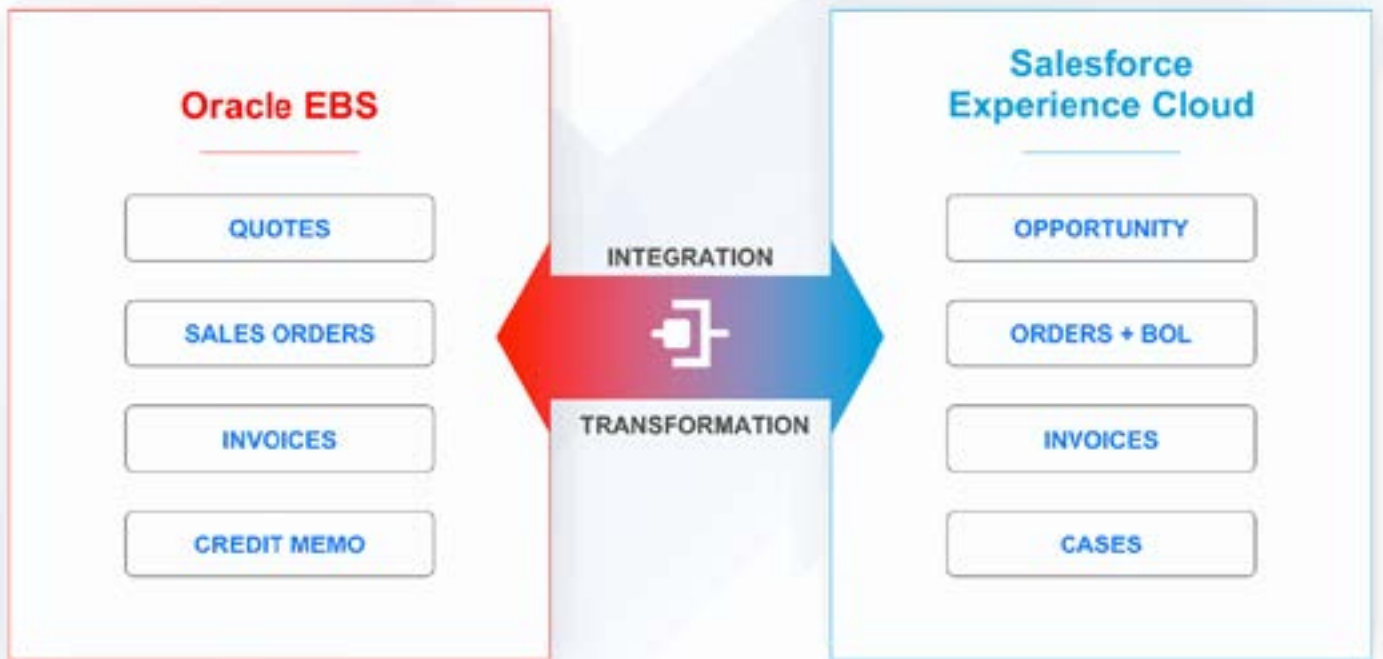 Oracle EBS
QUOTES
SALES ORDERS
INVOICES
CREDIT MEMO
INTEGRATION
TRANSFORMATION
Salesforce
Experience Cloud
OPPORTUNITY
ORDERS + BOL
INVOICES
CASES